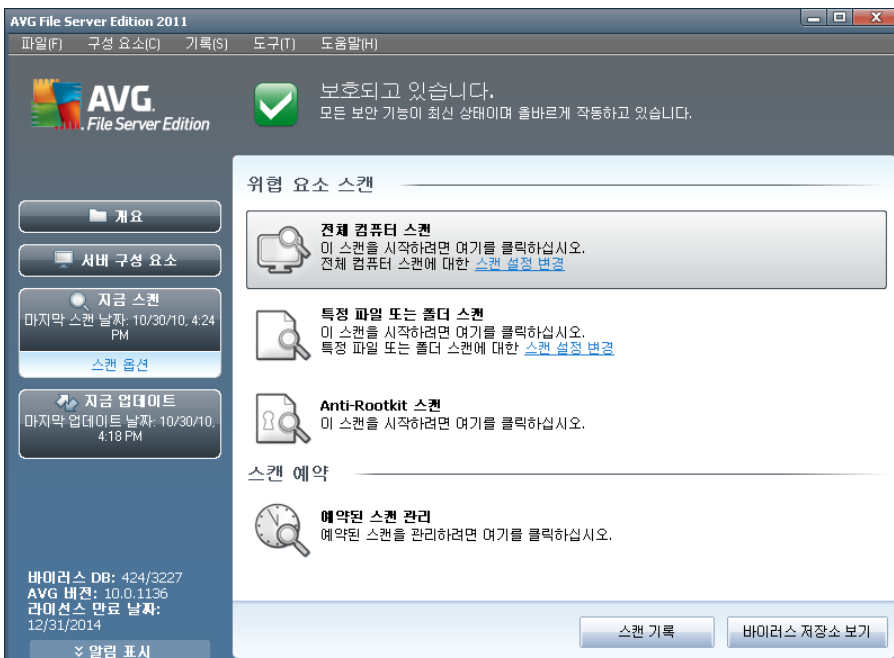 AVG File Server Edition 2011
파일(F) 구성 요소(C) 기록(S) 도구(T) 도움말(H)
AVG.
File Server Edition
보호되고 있습니다.
모든 보안 기능이 최신 상태이며 올바르게 작동하고 있습니다.
개요
서버 구성 요소
지금 스캔
마지막 스캔 날짜: 10/30/10, 4:24
PM
스캔 옵션
지금 업데이트
마지막 업데이트 날짜: 10/30/10,
4:18 PM
바이러스 DB: 424/3227
AVG 버전: 10.0.1136
라이선스 만료 날짜:
12/31/2014
알림 표시
위협 요소 스캔
전체 컴퓨터 스캔
이 스캔을 시작하려면 여기를 클릭하십시오.
전체 컴퓨터 스캔에 대한 스캔 설정 변경
특정 파일 또는 폴더 스캔
이 스캔을 시작하려면 여기를 클릭하십시오.
특정 파일 또는 폴더 스캔에 대한 스캔 설정 변경
Anti-Rootkit 스캔
이 스캔을 시작하려면 여기를 클릭하십시오.
스캔 예약
예약된 스캔 관리
예약된 스캔을 관리하려면 여기를 클릭하십시오.
스캔 기록
바이러스 저장소 보기